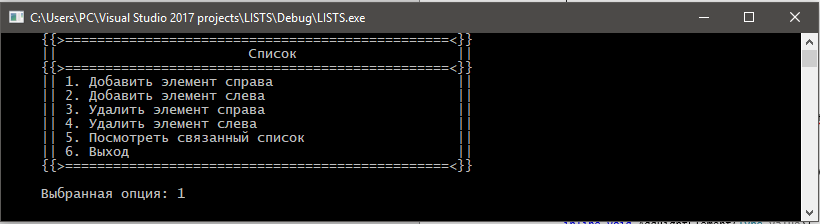 C:\Users\PC\Visual Studio 2017 projects\LISTS\Debug\LISTS.exe
{{>================================================<}}
|| Список ||
{{>================================================<}}
|| 1. Добавить элемент справа ||
|| 2. Добавить элемент слева ||
|| 3. Удалить элемент справа ||
|| 4. Удалить элемент слева ||
|| 5. Посмотреть связанный список ||
|| 6. Выход ||
{{>================================================<}}
Выбранная опция: 1